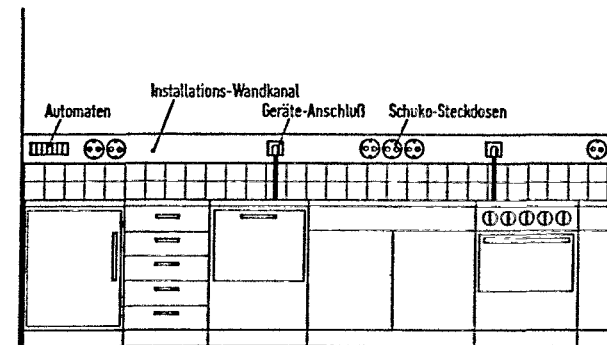 Installations-Wandkanal
Automaten
Geräte-Anschluß
Schuko-Steckdosen